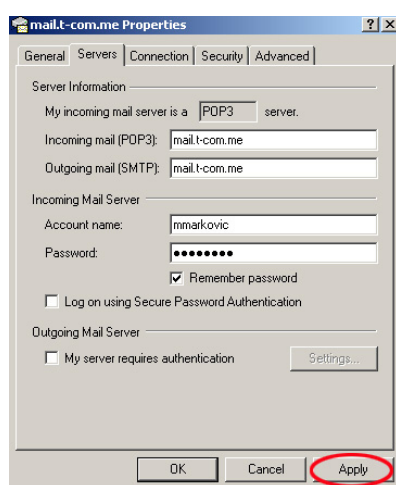 mail.t-com.me Properties
General Servers Connection Security Advanced
Server Information
My incoming mail server is a POP3 server.
Incoming mail (POP3): mail.t-com.me
Outgoing mail (SMTP): mail.t-com.me
Incoming Mail Server
Account name: mmarkovic
Password: ●●●●●●●●
Remember password
Log on using Secure Password Authentication
Outgoing Mail Server
My server requires authentication Settings...
OK Cancel Apply